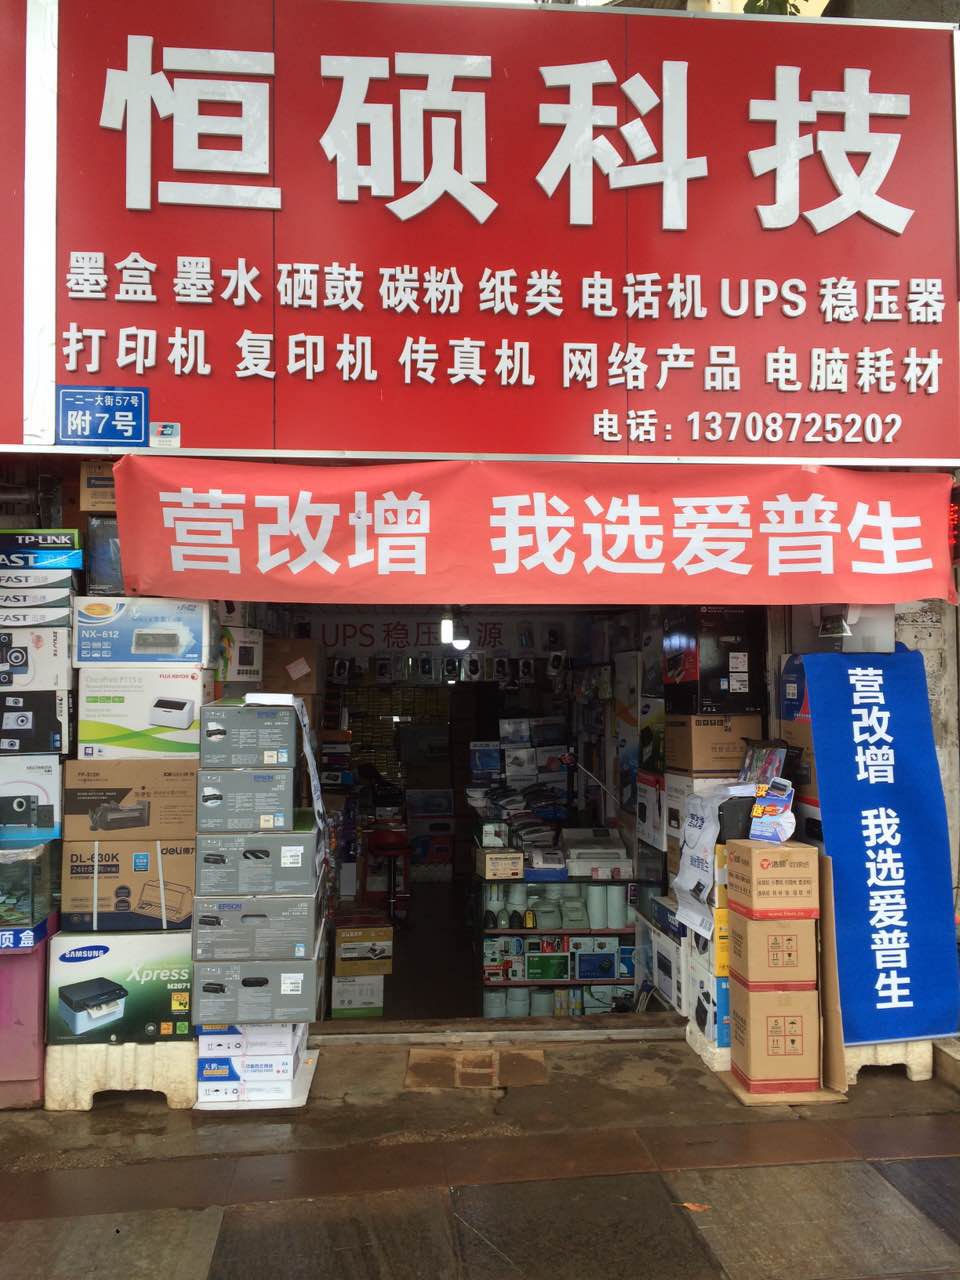 恒硕科技
墨盒 墨水 硒鼓 碳粉 纸类 电话机 UPS 稳压器
打印机 复印机 传真机 网络产品 电脑耗材
电话：13708725202
一二一大街57号
附7号
营改增 我选爱普生
TP-LINK
FAST
FAST
FAST
UPS 稳压电源
NX-612
FUJI XEROX
EPSON
EPSON
DL-630K
deli
SAMSUNG
Xpress
M2071
营改增 我选爱普生